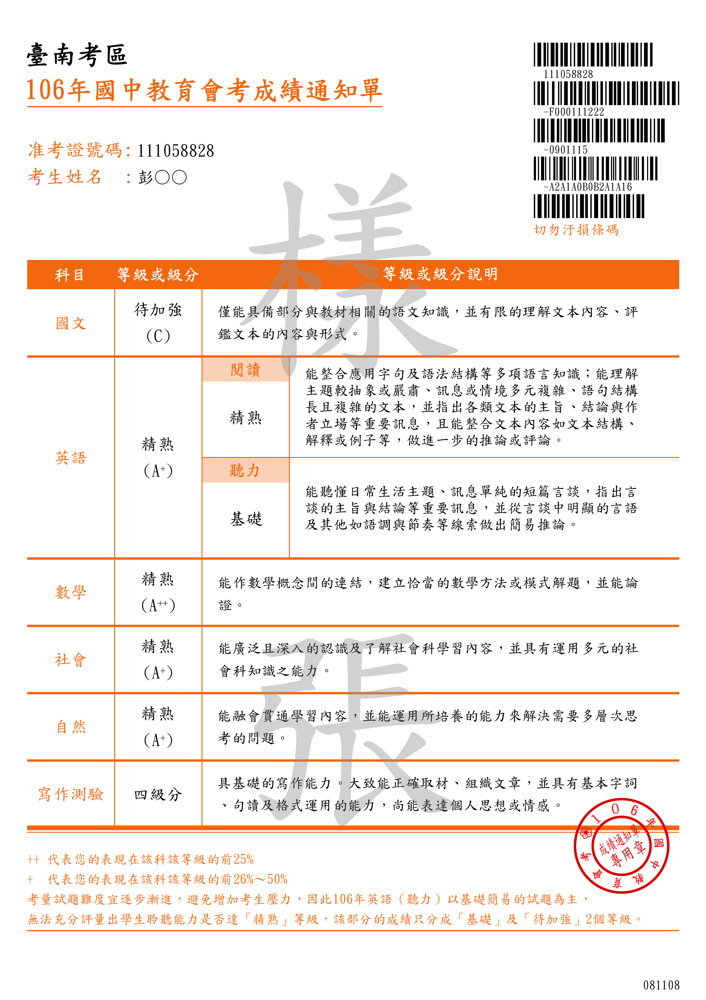 臺南考區
106年國中教育會考成績通知單
准考證號碼：111058828
考生姓名　：彭○○
111058828
-F000111222
-0901115
-A2A1A0B0B2A1A16
切勿汙損條碼
科目　等級或級分　等級或級分說明
國文
待加強
(C)
僅能具備部分與教材相關的語文知識，並有限的理解文本內容、評
鑑文本的內容與形式。
英語
精熟
(A+)
閱讀
精熟
能整合應用字句及語法結構等多項語言知識；能理解
主題較抽象或嚴肅、訊息或情境多元複雜、語句結構
長且複雜的文本，並指出各類文本的主旨、結論與作
者立場等重要訊息，且能整合文本內容如文本結構、
解釋或例子等，做進一步的推論或評論。
聽力
基礎
能聽懂日常生活主題、訊息單純的短篇言談，指出言
談的主旨與結論等重要訊息，並從言談中明顯的言語
及其他如語調與節奏等線索做出簡易推論。
數學
精熟
(A++)
能作數學概念間的連結，建立恰當的數學方法或模式解題，並能論
證。
社會
精熟
(A+)
能廣泛且深入的認識及了解社會科學習內容，並具有運用多元的社
會科知識之能力。
自然
精熟
(A+)
能融會貫通學習內容，並能運用所培養的能力來解決需要多層次思
考的問題。
寫作測驗
四級分
具基礎的寫作能力。大致能正確取材、組織文章，並具有基本字詞
、句讀及格式運用的能力，尚能表達個人思想或情感。
樣張
106年國中教育會考
成績通知單
專用章
++ 代表您的表現在該科該等級的前25%
+ 代表您的表現在該科該等級的前26%～50%
考量試題難度宜逐步漸進，避免增加考生壓力，因此106年英語（聽力）以基礎簡易的試題為主，
無法充分評量出學生聆聽能力是否達「精熟」等級，該部分的成績只分成「基礎」及「待加強」2個等級。
081108